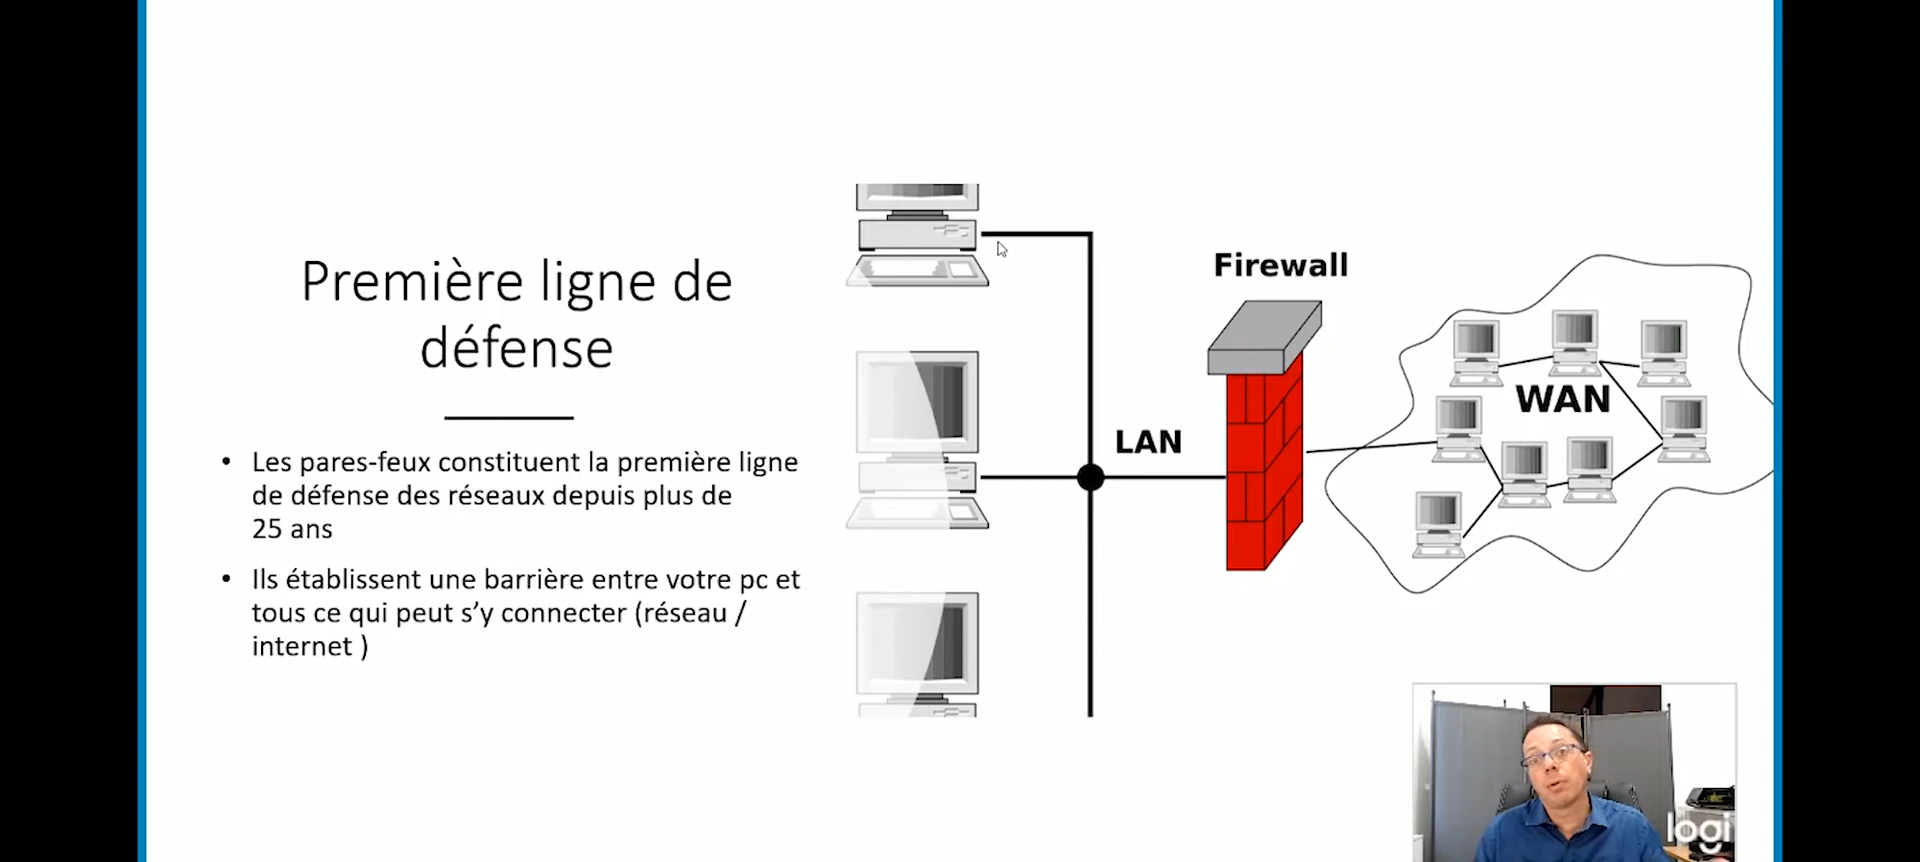 Première ligne de
défense
• Les pares-feux constituent la première ligne
de défense des réseaux depuis plus de
25 ans
• Ils établissent une barrière entre votre pc et
tous ce qui peut s’y connecter (réseau /
internet )
Firewall
LAN
WAN
logi